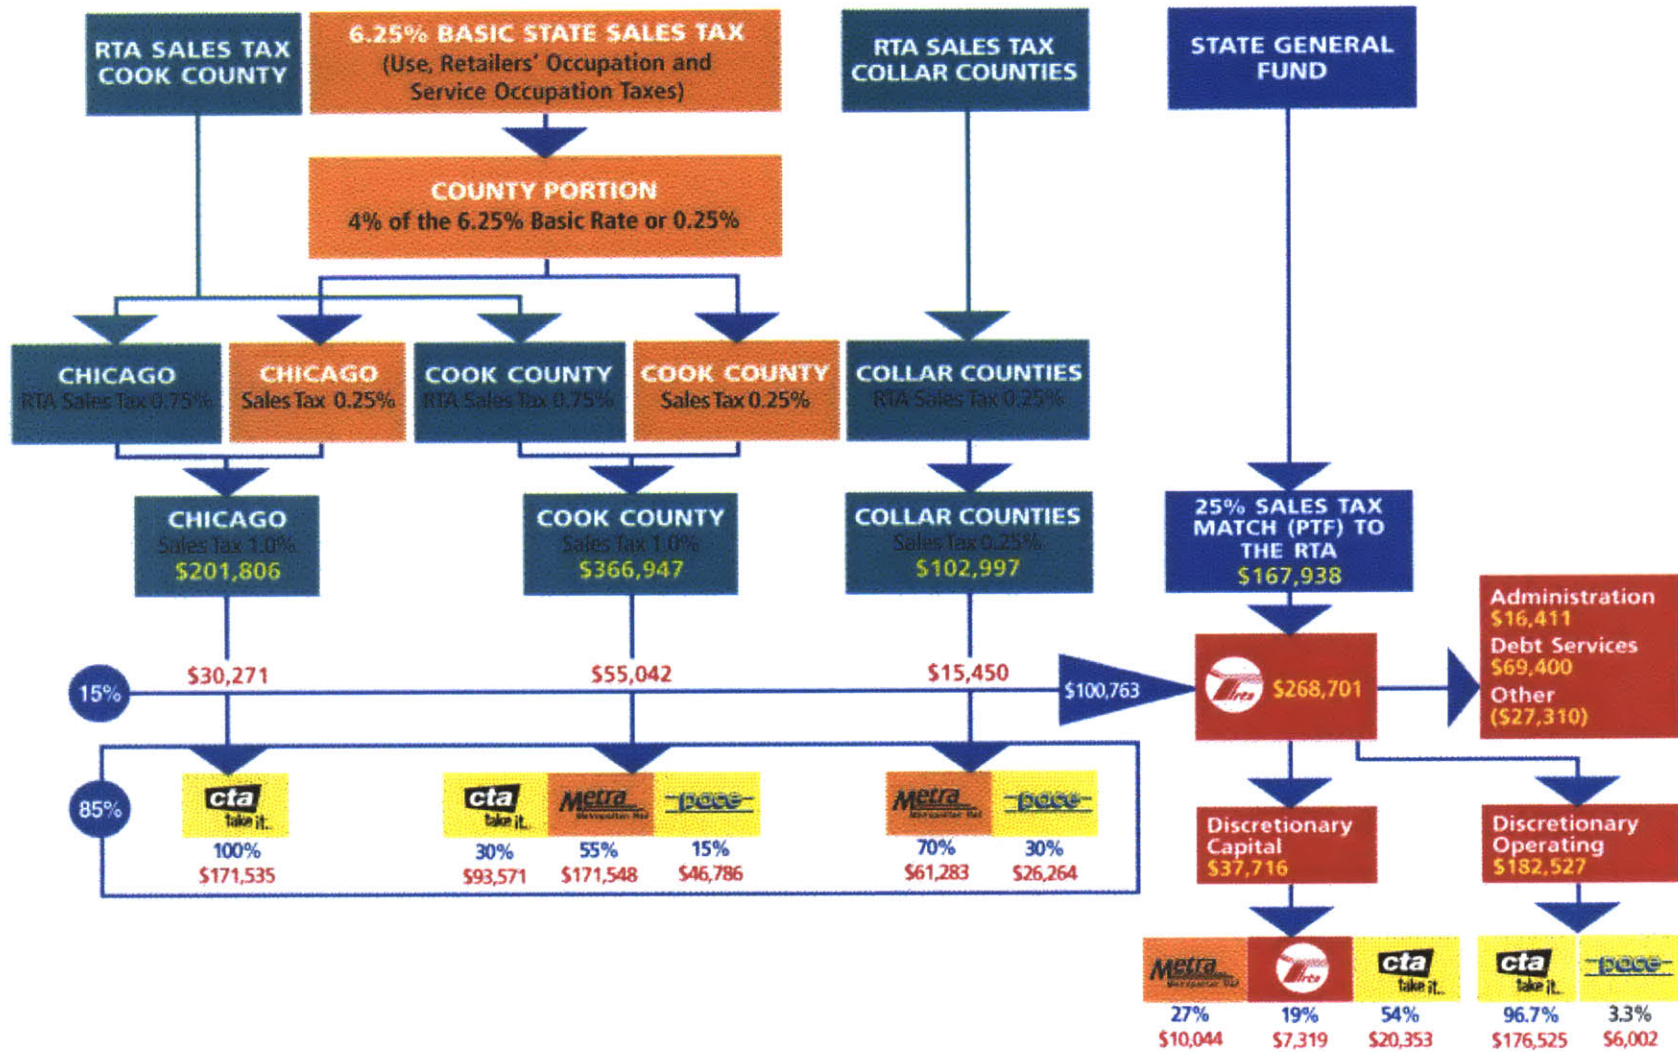 RTA SALES TAX
COOK COUNTY
6.25% BASIC STATE SALES TAX
(Use, Retailers' Occupation and
Service Occupation Taxes)
RTA SALES TAX
COLLAR COUNTIES
STATE GENERAL
FUND
COUNTY PORTION
4% of the 6.25% Basic Rate or 0.25%
CHICAGO
RTA Sales Tax 0.75%
CHICAGO
Sales Tax 0.25%
COOK COUNTY
RTA Sales Tax 0.75%
COOK COUNTY
Sales Tax 0.25%
COLLAR COUNTIES
RTA Sales Tax 0.25%
CHICAGO
Sales Tax 1.0%
$201,806
COOK COUNTY
Sales Tax 1.0%
$366,947
COLLAR COUNTIES
Sales Tax 0.25%
$102,997
25% SALES TAX
MATCH (PTF) TO
THE RTA
$167,938
Administration
$16,411
Debt Services
$69,400
Other
($27,310)
15%
$30,271
$55,042
$15,450
$100,763
rta
$268,701
85%
cta
take it..
100%
$171,535
cta
take it..
30%
$93,571
Metra
Metropolitan Rail
55%
$171,548
pace
15%
$46,786
Metra
Metropolitan Rail
70%
$61,283
pace
30%
$26,264
Discretionary
Capital
$37,716
Discretionary
Operating
$182,527
Metra
Metropolitan Rail
27%
$10,044
rta
19%
$7,319
cta
take it..
54%
$20,353
cta
take it..
96.7%
$176,525
pace
3.3%
$6,002